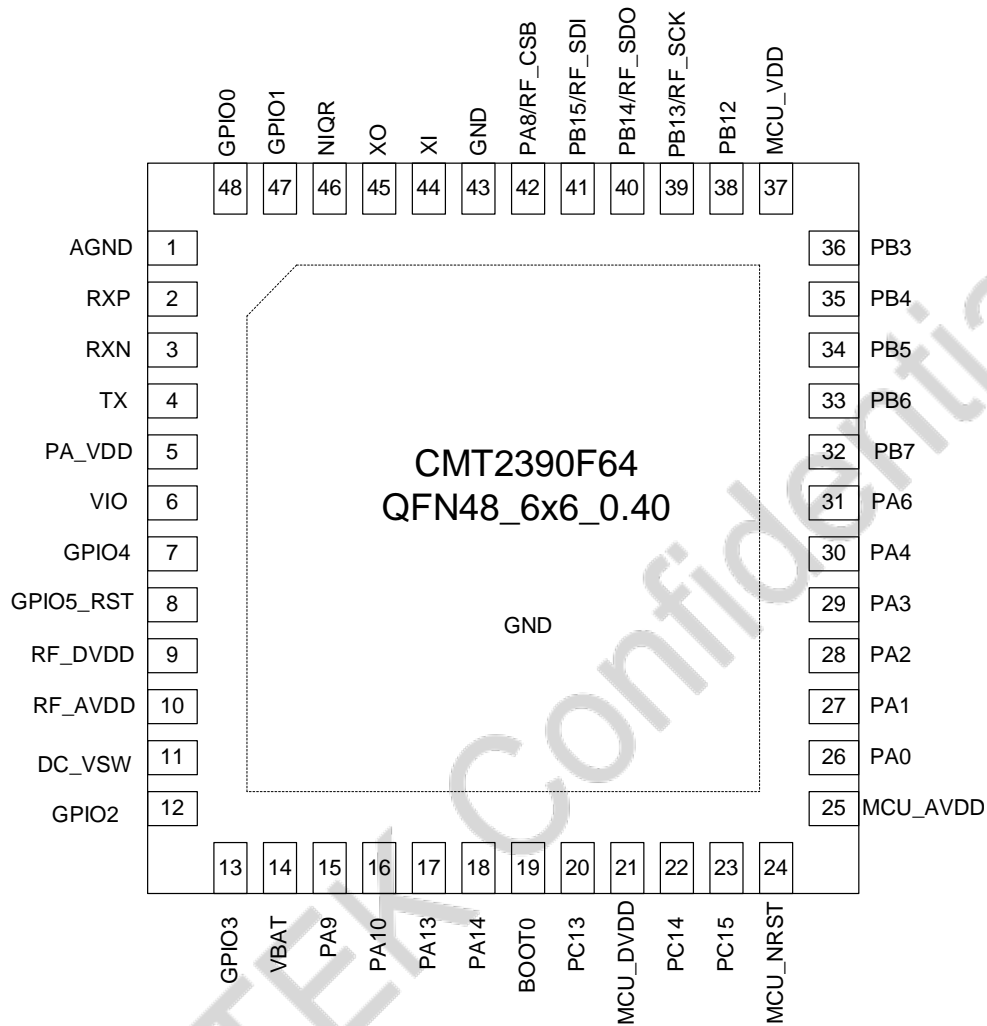 GPIO0
GPIO1
NIQR
XO
XI
GND
PA8/RF_CSB
PB15/RF_SDI
PB14/RF_SDO
PB13/RF_SCK
PB12
MCU_VDD
48
47
46
45
44
43
42
41
40
39
38
37
AGND 1
RXP 2
RXN 3
TX 4
PA_VDD 5
VIO 6
GPIO4 7
GPIO5_RST 8
RF_DVDD 9
RF_AVDD 10
DC_VSW 11
GPIO2 12
CMT2390F64
QFN48_6x6_0.40
GND
36 PB3
35 PB4
34 PB5
33 PB6
32 PB7
31 PA6
30 PA4
29 PA3
28 PA2
27 PA1
26 PA0
25 MCU_AVDD
13
14
15
16
17
18
19
20
21
22
23
24
GPIO3
VBAT
PA9
PA10
PA13
PA14
BOOT0
PC13
MCU_DVDD
PC14
PC15
MCU_NRST
TEK Confidentia